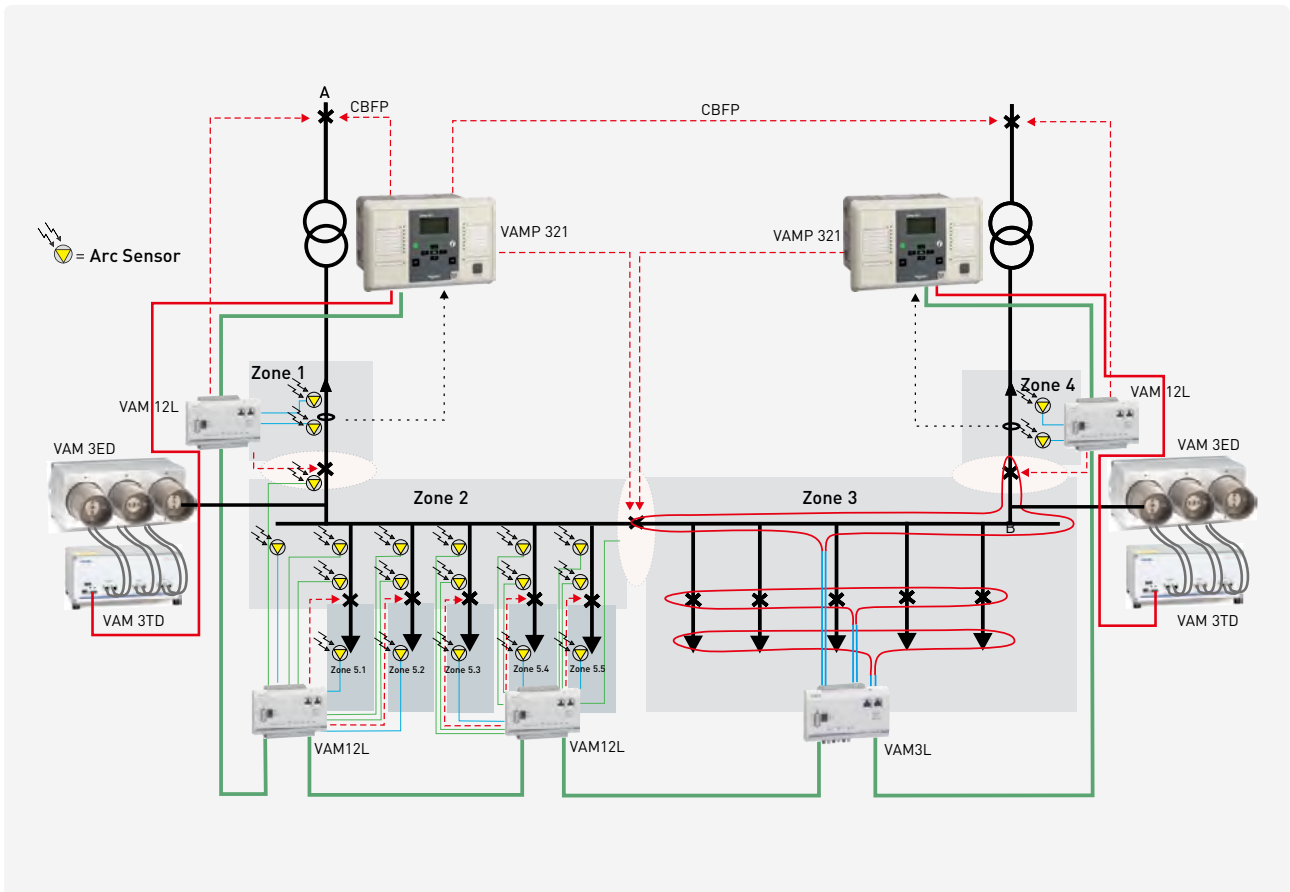 A
CBFP
CBFP
VAMP 321
VAMP 321
= Arc Sensor
Zone 1
Zone 4
VAM 12L
VAM 12L
VAM 3ED
VAM 3ED
Zone 2
Zone 3
B
VAM 3TD
VAM 3TD
Zone 5.1
Zone 5.2
Zone 5.3
Zone 5.4
Zone 5.5
VAM12L
VAM12L
VAM3L